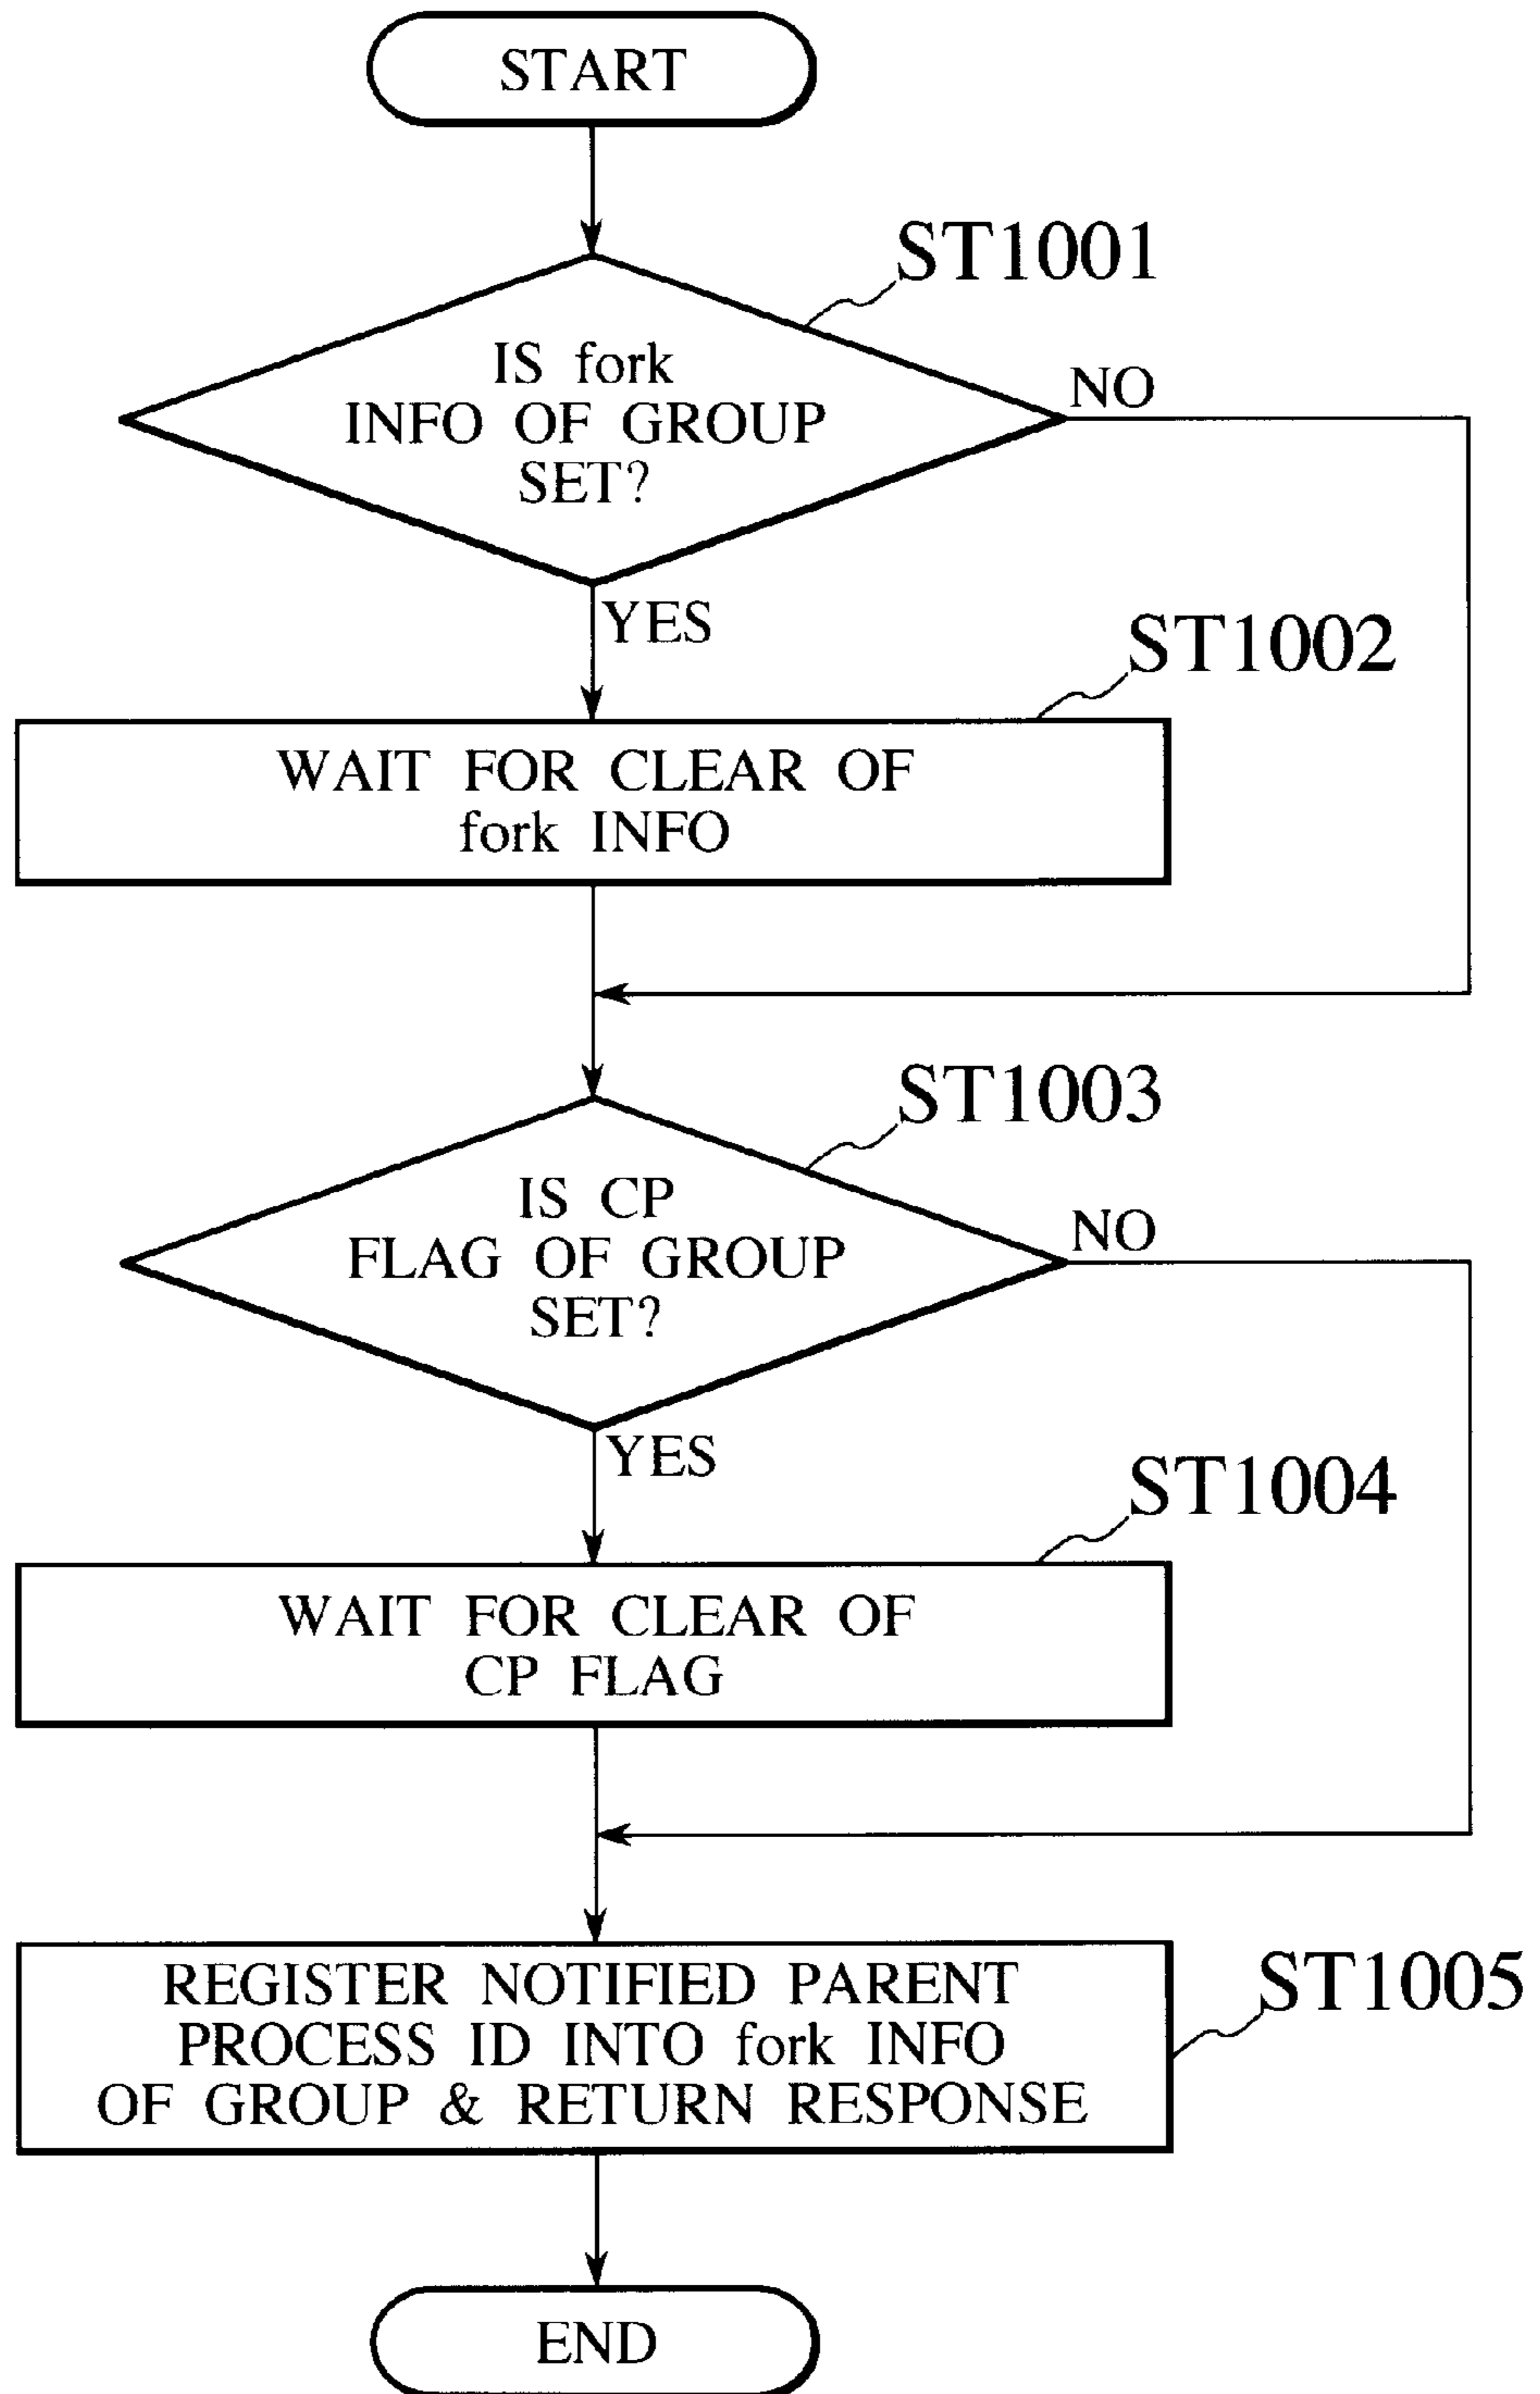 START
ST1001
IS fork
INFO OF GROUP
SET?
NO
YES
ST1002
WAIT FOR CLEAR OF
fork INFO
ST1003
IS CP
FLAG OF GROUP
SET?
NO
YES
ST1004
WAIT FOR CLEAR OF
CP FLAG
REGISTER NOTIFIED PARENT
PROCESS ID INTO fork INFO
OF GROUP & RETURN RESPONSE
ST1005
END